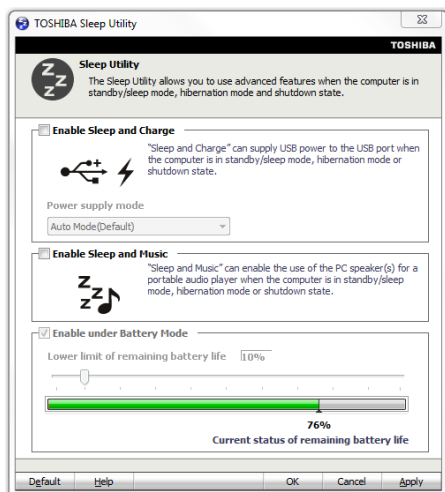 TOSHIBA Sleep Utility
TOSHIBA
Sleep Utility
The Sleep Utility allows you to use advanced features when the computer is in
standby/sleep mode, hibernation mode and shutdown state.
Enable Sleep and Charge
"Sleep and Charge" can supply USB power to the USB port when
the computer is in standby/sleep mode, hibernation mode or
shutdown state.
Power supply mode
Auto Mode(Default)
Enable Sleep and Music
"Sleep and Music" can enable the use of the PC speaker(s) for a
portable audio player when the computer is in standby/sleep
mode, hibernation mode or shutdown state.
Enable under Battery Mode
Lower limit of remaining battery life 10%
76%
Current status of remaining battery life
Default Help OK Cancel Apply